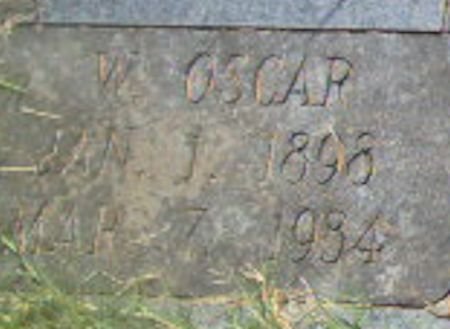 W. OSCAR
JAN. 1. 1898
MAR. 7. 1934